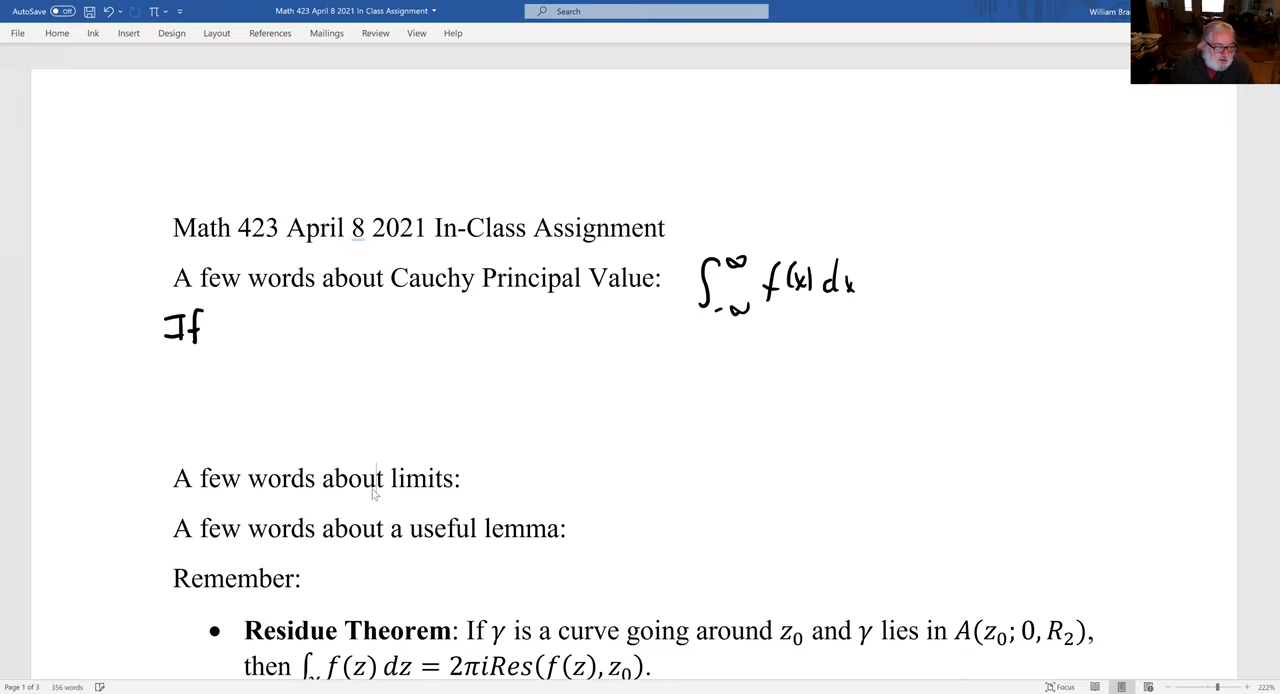 AutoSave Off Math 423 April 8 2021 In Class Assignment Search William Bra
File Home Ink Insert Design Layout References Mailings Review View Help
Math 423 April 8 2021 In-Class Assignment
A few words about Cauchy Principal Value: ∫_{-∞}^{∞} f(x) dx
If
A few words about limits:
A few words about a useful lemma:
Remember:
• Residue Theorem: If γ is a curve going around z₀ and γ lies in A(z₀; 0, R₂),
then ∫_γ f(z) dz = 2πiRes(f(z), z₀).
Page 1 of 3 356 words Focus 222%